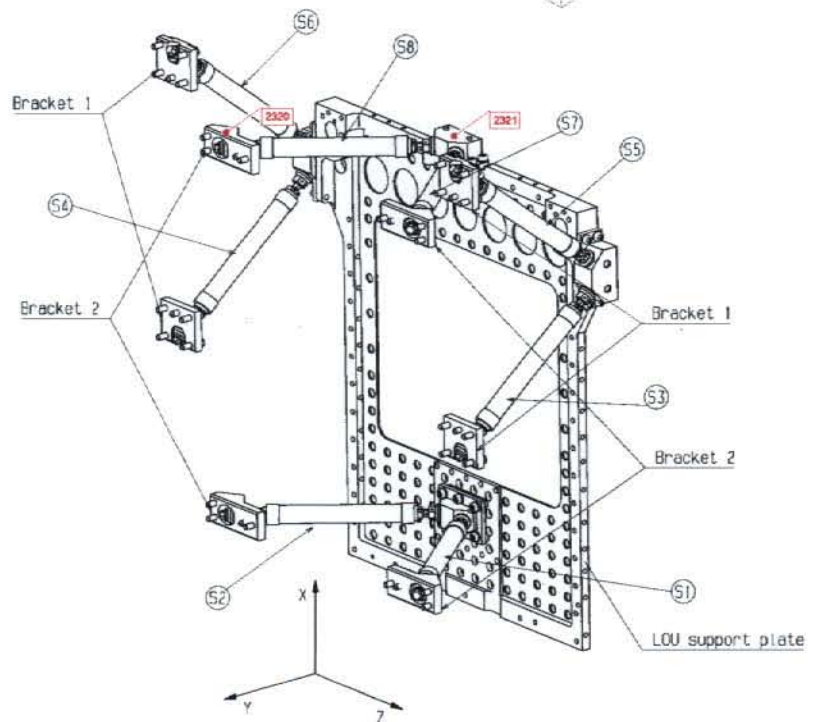 S6
S8
Bracket 1
2320
2321
S7
S5
S4
Bracket 2
Bracket 1
S3
Bracket 2
S2
S1
X
LOU support plate
Y
Z